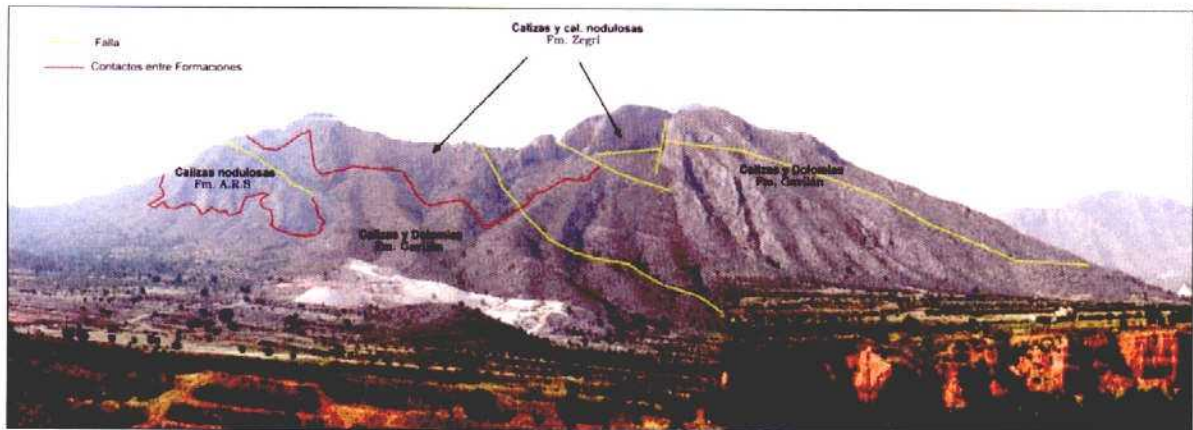 Calizas y cal. nodulosas
Fm. Zegrí
Falla
Contactos entre Formaciones
Calizas nodulosas
Fm. A.R.S
Calizas y Dolomías
Fm. Gavilán
Calizas y Dolomías
Fm. Gavilán